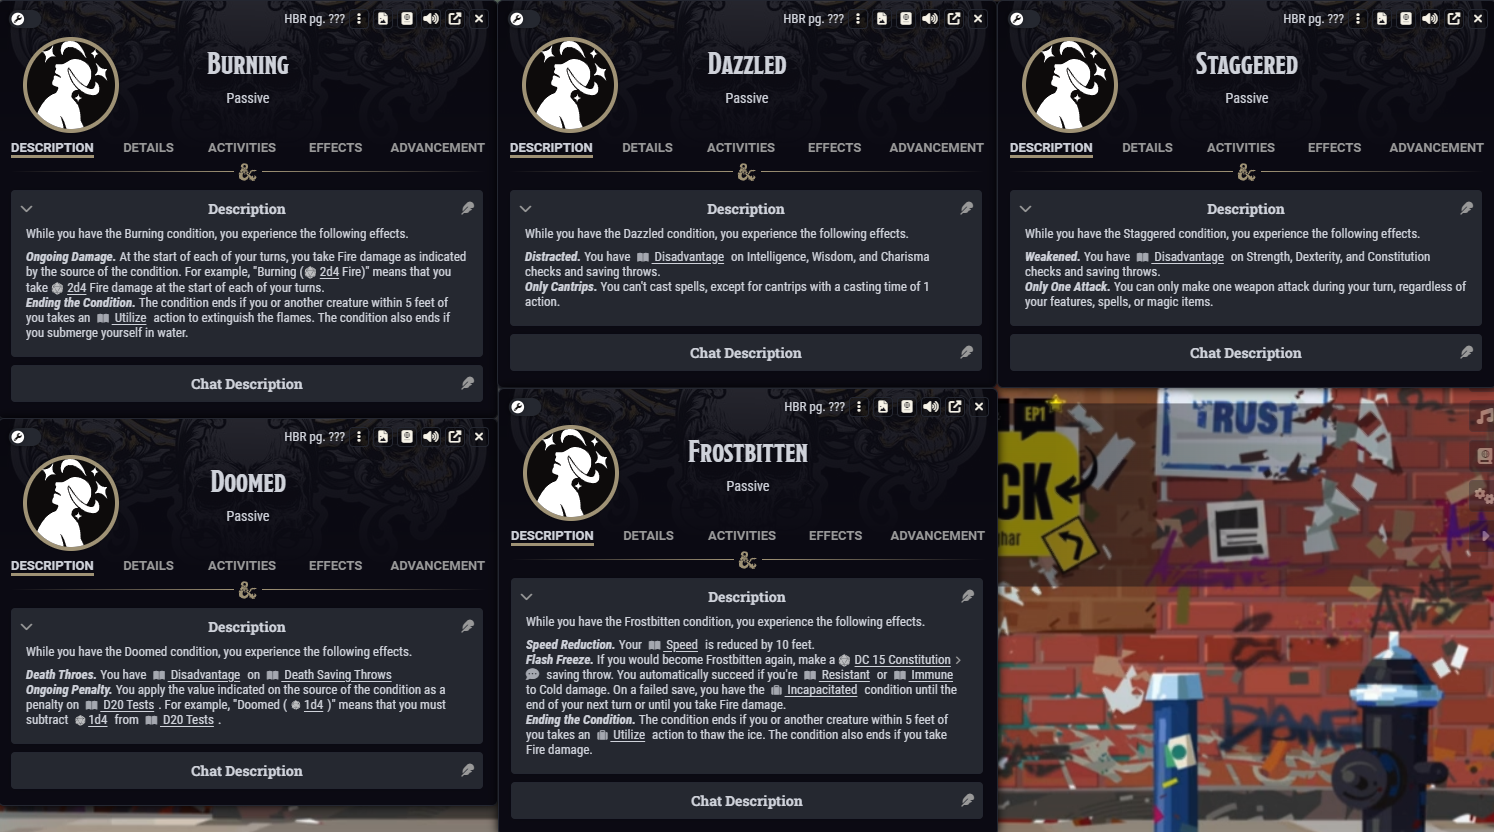 HBR pg. ???
BURNING
Passive
DESCRIPTION DETAILS ACTIVITIES EFFECTS ADVANCEMENT
&
Description
While you have the Burning condition, you experience the following effects.
Ongoing Damage. At the start of each of your turns, you take Fire damage as indicated
by the source of the condition. For example, "Burning ( 2d4 Fire)" means that you
take 2d4 Fire damage at the start of each of your turns.
Ending the Condition. The condition ends if you or another creature within 5 feet of
you takes an Utilize action to extinguish the flames. The condition also ends if
you submerge yourself in water.
Chat Description
HBR pg. ???
DAZZLED
Passive
DESCRIPTION DETAILS ACTIVITIES EFFECTS ADVANCEMENT
&
Description
While you have the Dazzled condition, you experience the following effects.
Distracted. You have Disadvantage on Intelligence, Wisdom, and Charisma
checks and saving throws.
Only Cantrips. You can't cast spells, except for cantrips with a casting time of 1
action.
Chat Description
HBR pg. ???
STAGGERED
Passive
DESCRIPTION DETAILS ACTIVITIES EFFECTS ADVANCEMENT
&
Description
While you have the Staggered condition, you experience the following effects.
Weakened. You have Disadvantage on Strength, Dexterity, and Constitution
checks and saving throws.
Only One Attack. You can only make one weapon attack during your turn, regardless of
your features, spells, or magic items.
Chat Description
HBR pg. ???
DOOMED
Passive
DESCRIPTION DETAILS ACTIVITIES EFFECTS ADVANCEMENT
&
Description
While you have the Doomed condition, you experience the following effects.
Death Throes. You have Disadvantage on Death Saving Throws
Ongoing Penalty. You apply the value indicated on the source of the condition as a
penalty on D20 Tests . For example, "Doomed ( 1d4 )" means that you must
subtract 1d4 from D20 Tests .
Chat Description
HBR pg. ???
FROSTBITTEN
Passive
DESCRIPTION DETAILS ACTIVITIES EFFECTS ADVANCEMENT
&
Description
While you have the Frostbitten condition, you experience the following effects.
Speed Reduction. Your Speed is reduced by 10 feet.
Flash Freeze. If you would become Frostbitten again, make a DC 15 Constitution
saving throw. You automatically succeed if you're Resistant or Immune
to Cold damage. On a failed save, you have the Incapacitated condition until the
end of your next turn or until you take Fire damage.
Ending the Condition. The condition ends if you or another creature within 5 feet of
you takes an Utilize action to thaw the ice. The condition also ends if you take
Fire damage.
Chat Description
EP1
TRUST
CK
har